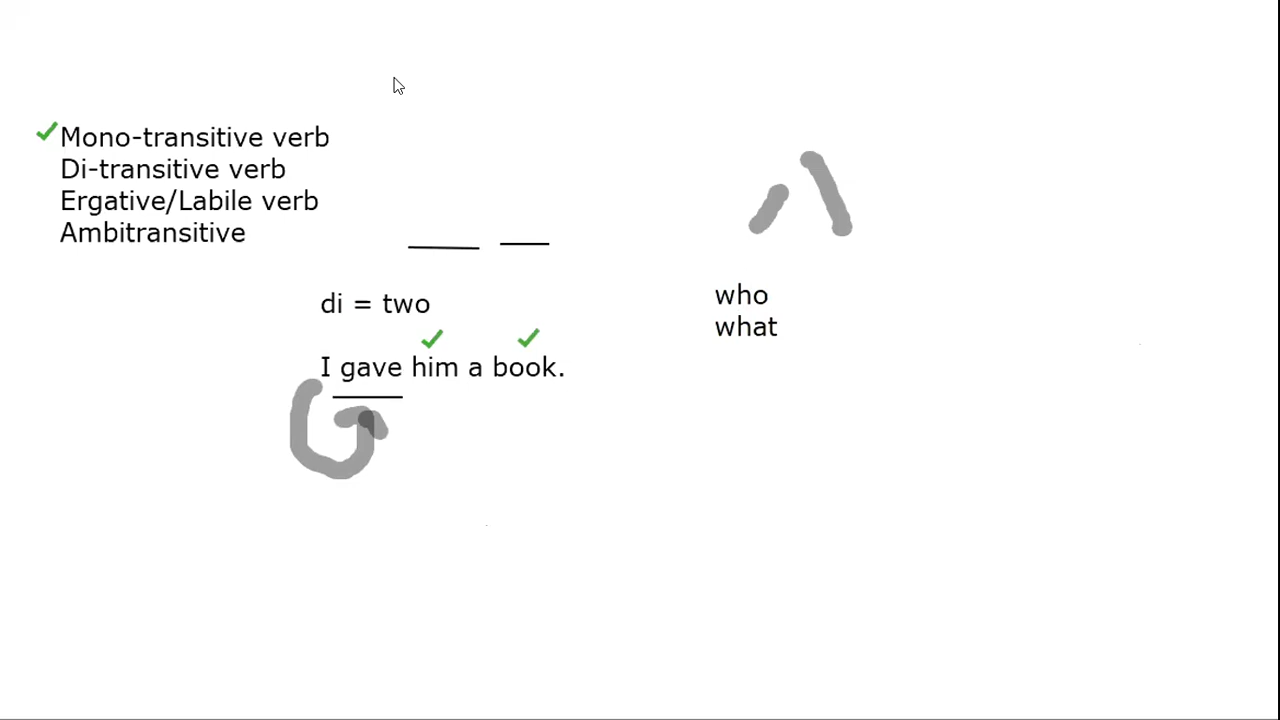 Mono-transitive verb
Di-transitive verb
Ergative/Labile verb
Ambitransitive
di = two
I gave him a book.
who
what